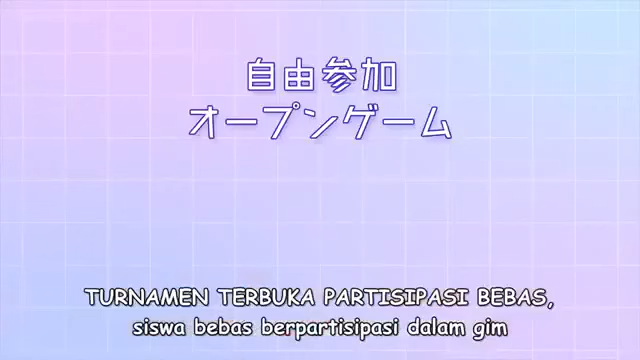 自由参加
オープンゲーム
TURNAMEN TERBUKA PARTISIPASI BEBAS,
siswa bebas berpartisipasi dalam gim